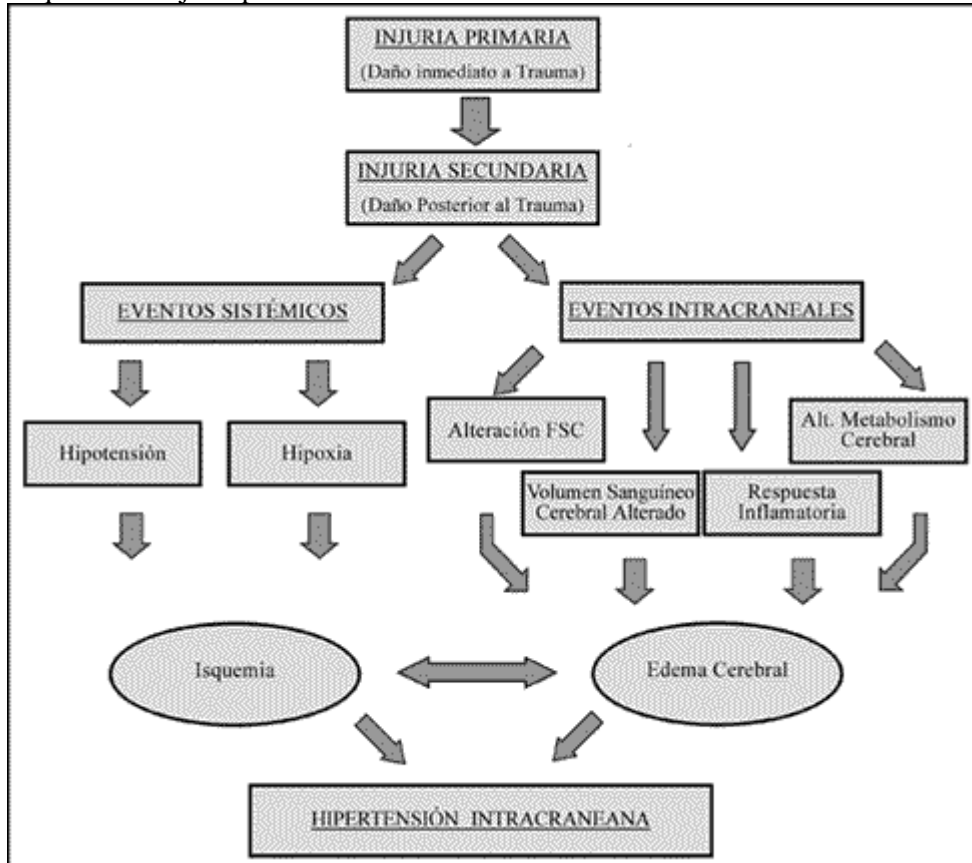 INJURIA PRIMARIA
(Daño inmediato a Trauma)
INJURIA SECUNDARIA
(Daño Posterior al Trauma)
EVENTOS SISTÉMICOS
EVENTOS INTRACRANEALES
Hipotensión
Hipoxia
Alteración FSC
Alt. Metabolismo
Cerebral
Volumen Sanguíneo
Cerebral Alterado
Respuesta
Inflamatoria
Isquemia
Edema Cerebral
HIPERTENSIÓN INTRACRANEANA